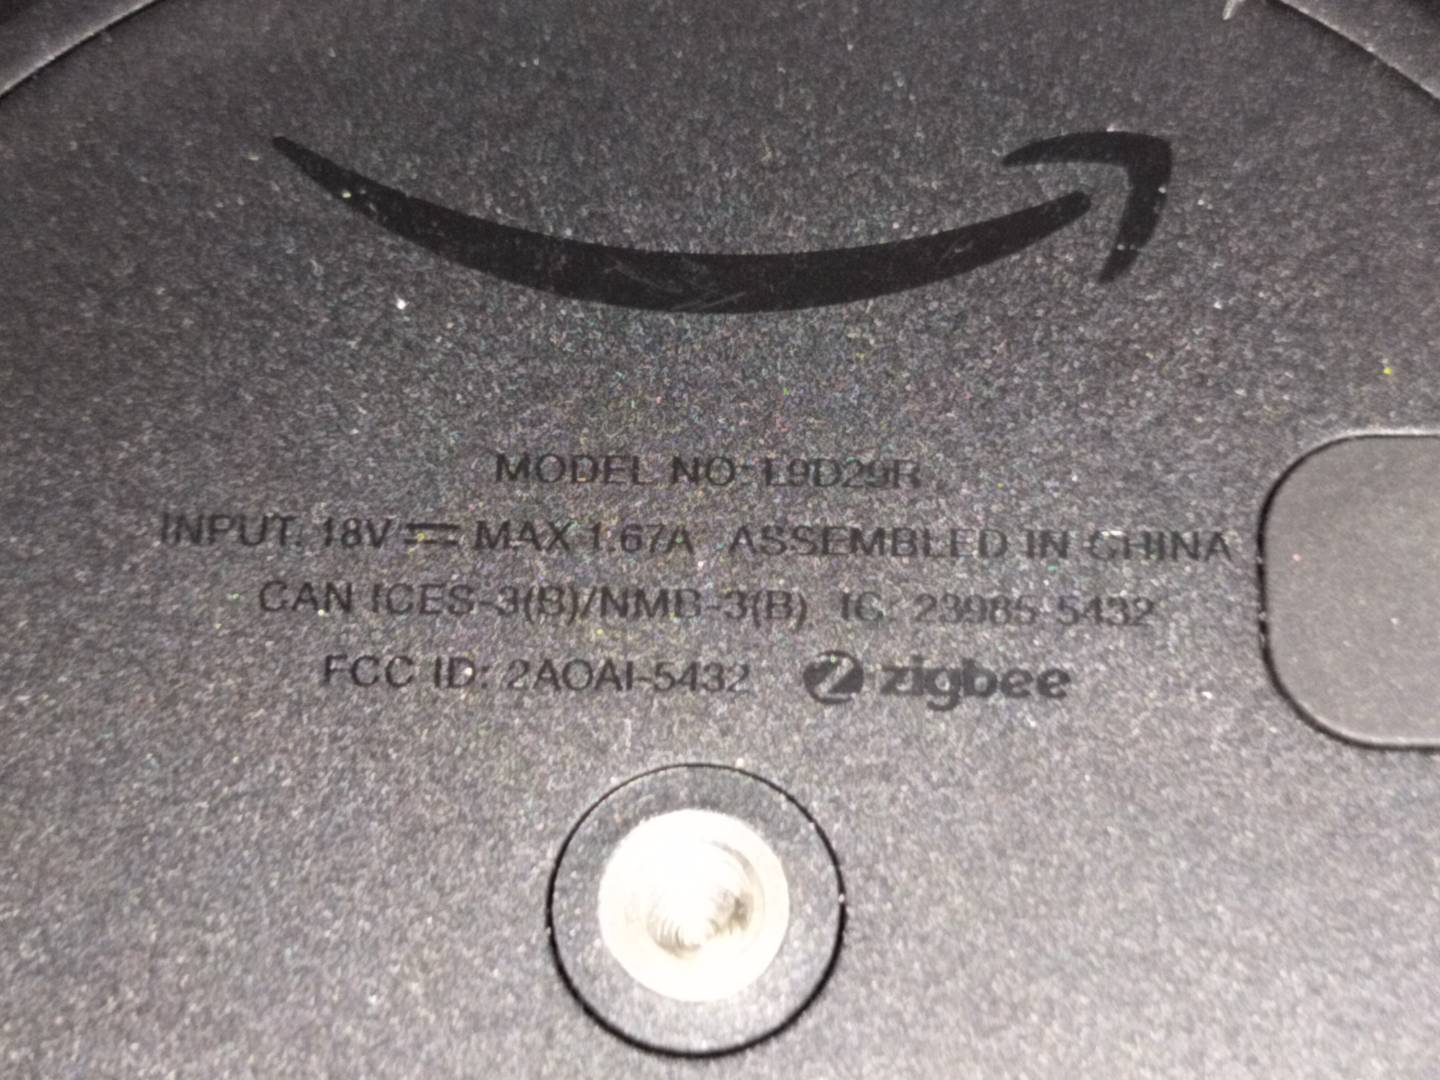 MODEL NO: L9D29R
INPUT: 18V ⎓ MAX 1.67A ASSEMBLED IN CHINA
CAN ICES-3(B)/NMB-3(B) IC: 23985-5432
FCC ID: 2AOAI-5432 zigbee